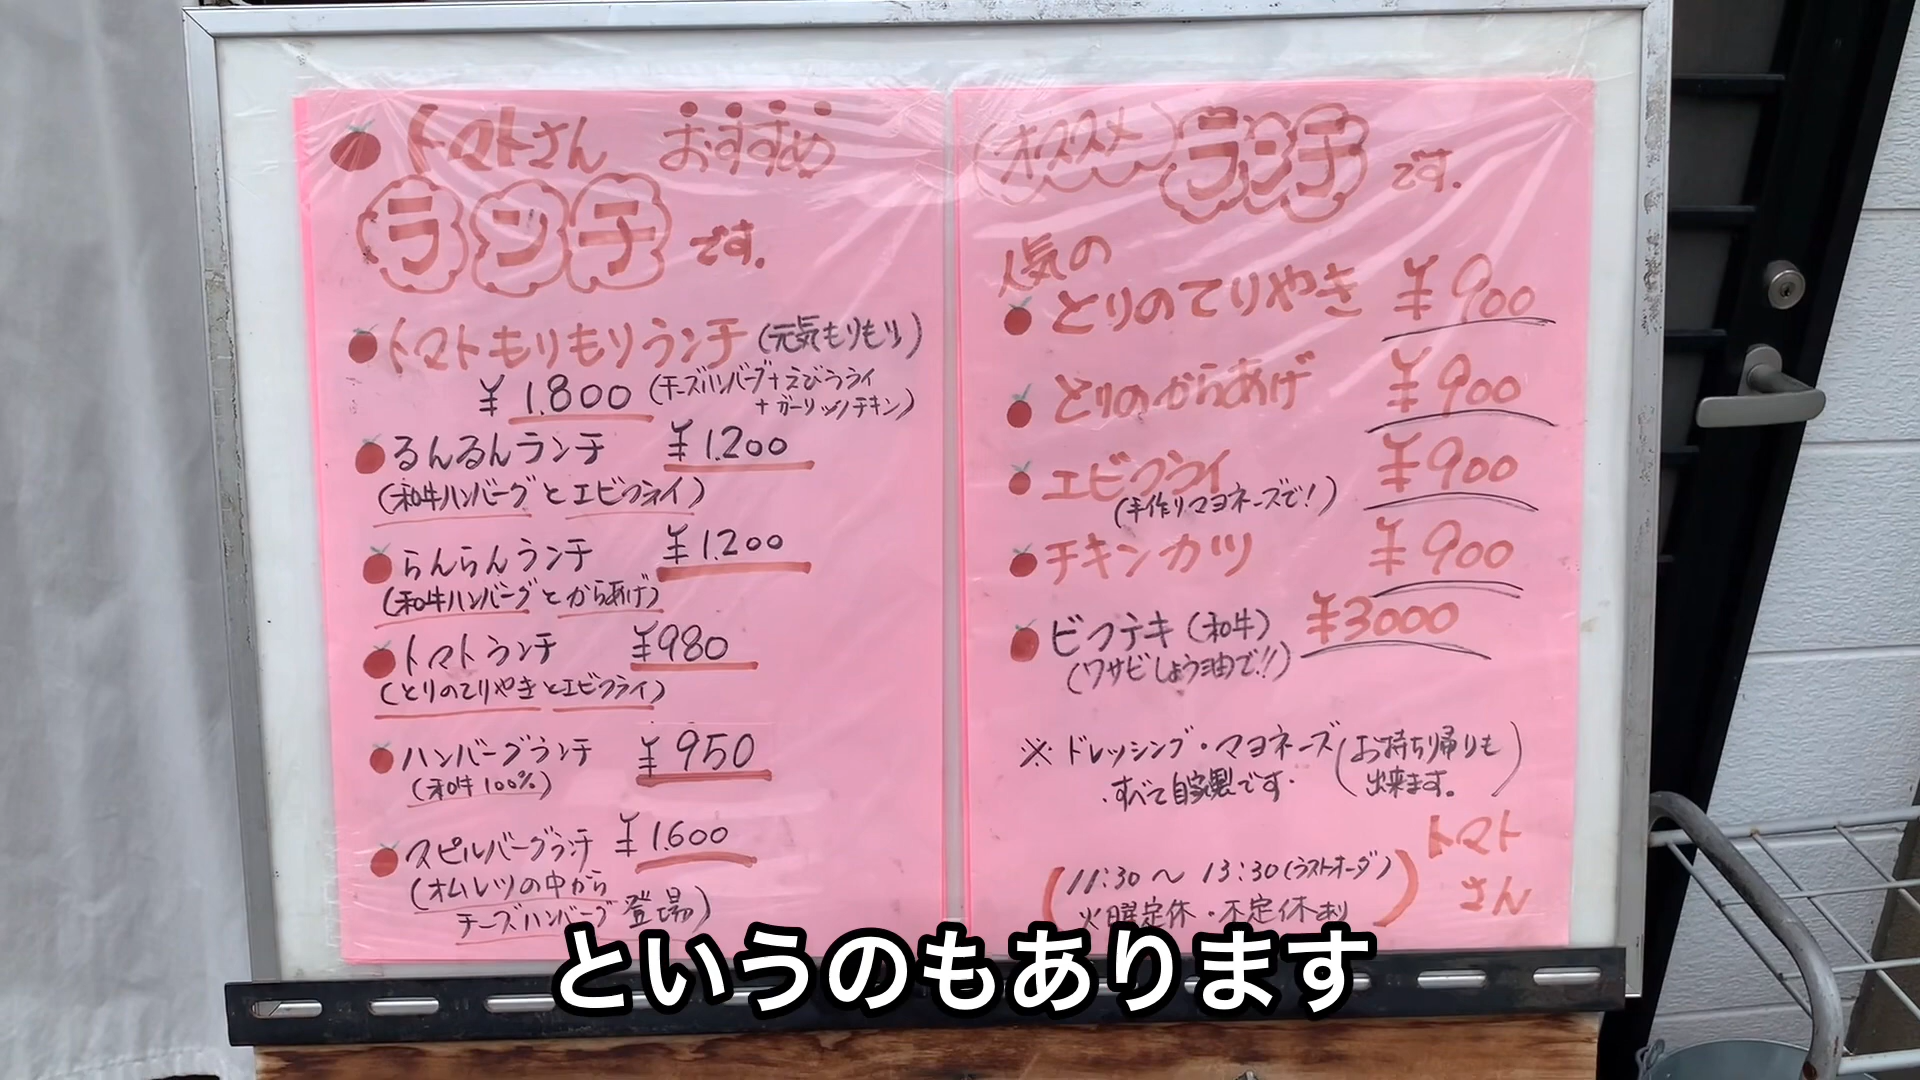 トマトさん おすすめ
ランチです。
トマトもりもりランチ(元気もりもり)
¥1.800(チーズハンバーグ+えびフライ
+ガーリックチキン)
るんるんランチ ¥1.200
(和牛ハンバーグとエビフライ)
らんらんランチ ¥1.200
(和牛ハンバーグとからあげ)
トマトランチ ¥980
(とりのてりやきとエビフライ)
ハンバーグランチ ¥950
(和牛100%)
スピルバーグランチ ¥1.600
(オムレツの中から
チーズハンバーグ登場)
オススメランチです。
人気の
とりのてりやき ¥900
とりのからあげ ¥900
エビフライ ¥900
(手作りマヨネーズで!)
チキンカツ ¥900
ビフテキ(和牛) ¥3000
(ワサビしょう油で!!)
※ドレッシング・マヨネーズ(お持ち帰りも
・すべて自家製です・ 出来ます。)
トマト
さん
(11:30〜13:30(ラストオーダ)
火曜定休・不定休あり)
というのもあります